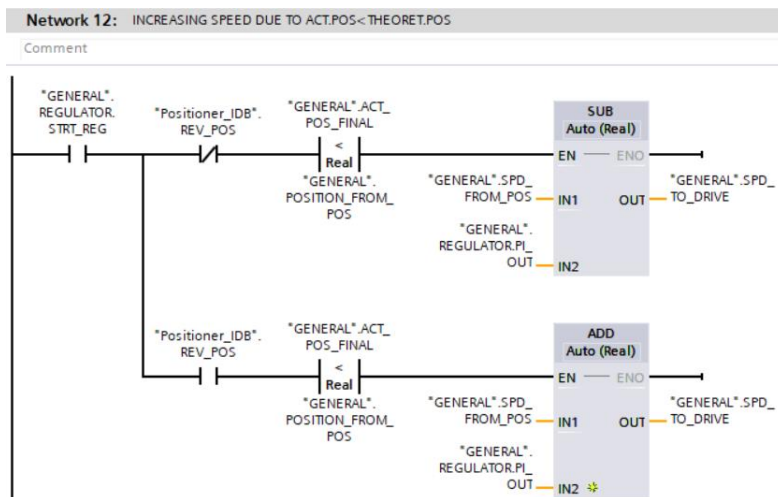 Network 12: INCREASING SPEED DUE TO ACT.POS<THEORET.POS
Comment
"GENERAL".
REGULATOR.
STRT_REG
"Positioner_IDB".
REV_POS
"GENERAL".ACT_
POS_FINAL
<
Real
"GENERAL".
POSITION_FROM_
POS
SUB
Auto (Real)
EN
ENO
"GENERAL".SPD_
FROM_POS
IN1
OUT
"GENERAL".SPD_
TO_DRIVE
"GENERAL".
REGULATOR.PI_
OUT
IN2
"Positioner_IDB".
REV_POS
"GENERAL".ACT_
POS_FINAL
<
Real
"GENERAL".
POSITION_FROM_
POS
ADD
Auto (Real)
EN
ENO
"GENERAL".SPD_
FROM_POS
IN1
OUT
"GENERAL".SPD_
TO_DRIVE
"GENERAL".
REGULATOR.PI_
OUT
IN2